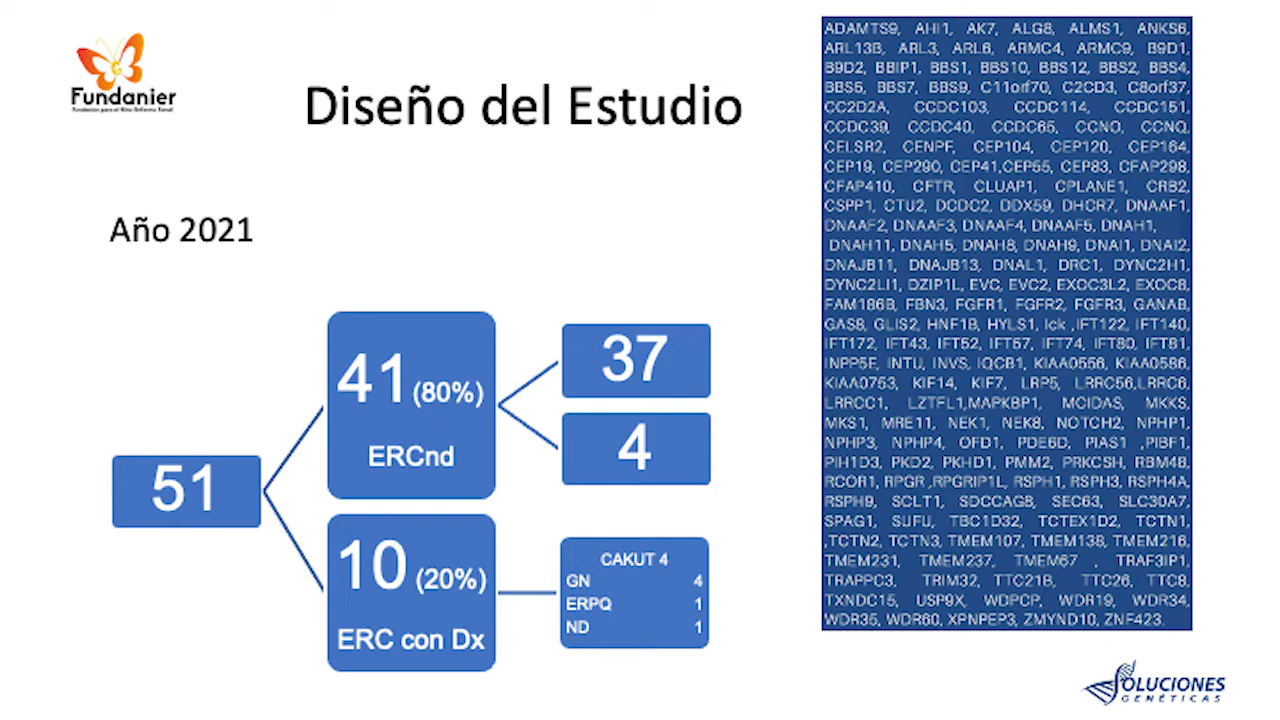 Fundanier
Fundación para el Niño Enfermo Renal
Diseño del Estudio
Año 2021
51
41 (80%)
ERCnd
37
4
10 (20%)
ERC con Dx
CAKUT 4
GN 4
ERPQ 1
ND 1
ADAMTS9, AHI1, AK7, ALG8, ALMS1, ANKS6,
ARL13B, ARL3, ARL6, ARMC4, ARMC9, B9D1,
B9D2, BBIP1, BBS1, BBS10, BBS12, BBS2, BBS4,
BBS5, BBS7, BBS9, C11orf70, C2CD3, C8orf37,
CC2D2A, CCDC103, CCDC114, CCDC151,
CCDC39, CCDC40, CCDC65, CCNO, CCNQ,
CELSR2, CENPF, CEP104, CEP120, CEP164,
CEP19, CEP290, CEP41,CEP55, CEP83, CFAP298,
CFAP410, CFTR, CLUAP1, CPLANE1, CRB2,
CSPP1, CTU2, DCDC2, DDX59, DHCR7, DNAAF1,
DNAAF2, DNAAF3, DNAAF4, DNAAF5, DNAH1,
DNAH11, DNAH5, DNAH8, DNAH9, DNAI1, DNAI2,
DNAJB11, DNAJB13, DNAL1, DRC1, DYNC2H1,
DYNC2LI1, DZIP1L, EVC, EVC2, EXOC3L2, EXOC8,
FAM186B, FBN3, FGFR1, FGFR2, FGFR3, GANAB,
GAS8, GLIS2, HNF1B, HYLS1, Ick ,IFT122, IFT140,
IFT172, IFT43, IFT52, IFT57, IFT74, IFT80, IFT81,
INPP5E, INTU, INVS, IQCB1, KIAA0556, KIAA0586,
KIAA0753, KIF14, KIF7, LRP5, LRRC56,LRRC6,
LRRCC1, LZTFL1,MAPKBP1, MCIDAS, MKKS,
MKS1, MRE11, NEK1, NEK8, NOTCH2, NPHP1,
NPHP3, NPHP4, OFD1, PDE6D, PIAS1 ,PIBF1,
PIH1D3, PKD2, PKHD1, PMM2, PRKCSH, RBM48,
RCOR1, RPGR ,RPGRIP1L, RSPH1, RSPH3, RSPH4A,
RSPH9, SCLT1, SDCCAG8, SEC63, SLC30A7,
SPAG1, SUFU, TBC1D32, TCTEX1D2, TCTN1,
,TCTN2, TCTN3, TMEM107, TMEM138, TMEM216,
TMEM231, TMEM237, TMEM67 , TRAF3IP1,
TRAPPC3, TRIM32, TTC21B, TTC26, TTC8,
TXNDC15, USP9X, WDPCP, WDR19, WDR34,
WDR35, WDR60, XPNPEP3, ZMYND10, ZNF423.
SOLUCIONES
GENÉTICAS